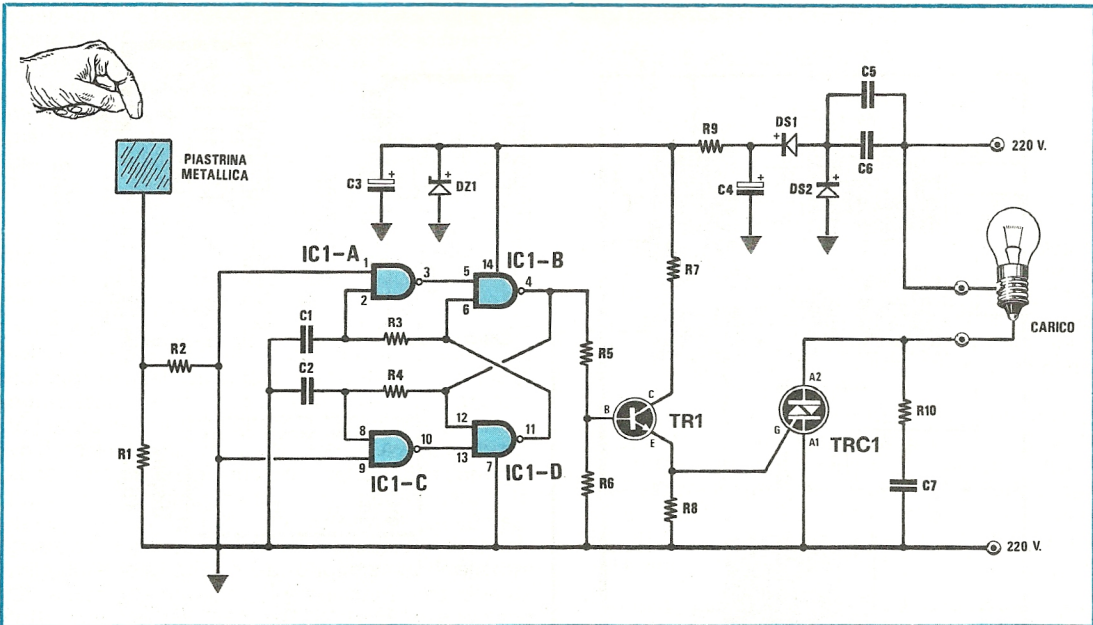 PIASTRINA
METALLICA
R1
R2
C3
+
DZ1
+
R9
C4
+
DS1
+
DS2
+
C5
C6
220 V.
IC1-A
1
2
3
IC1-B
14
5
6
4
C1
R3
C2
R4
8
9
10
IC1-C
12
13
7
11
IC1-D
R5
R6
R7
B
C
E
TR1
R8
A2
G
A1
TRC1
R10
C7
CARICO
220 V.